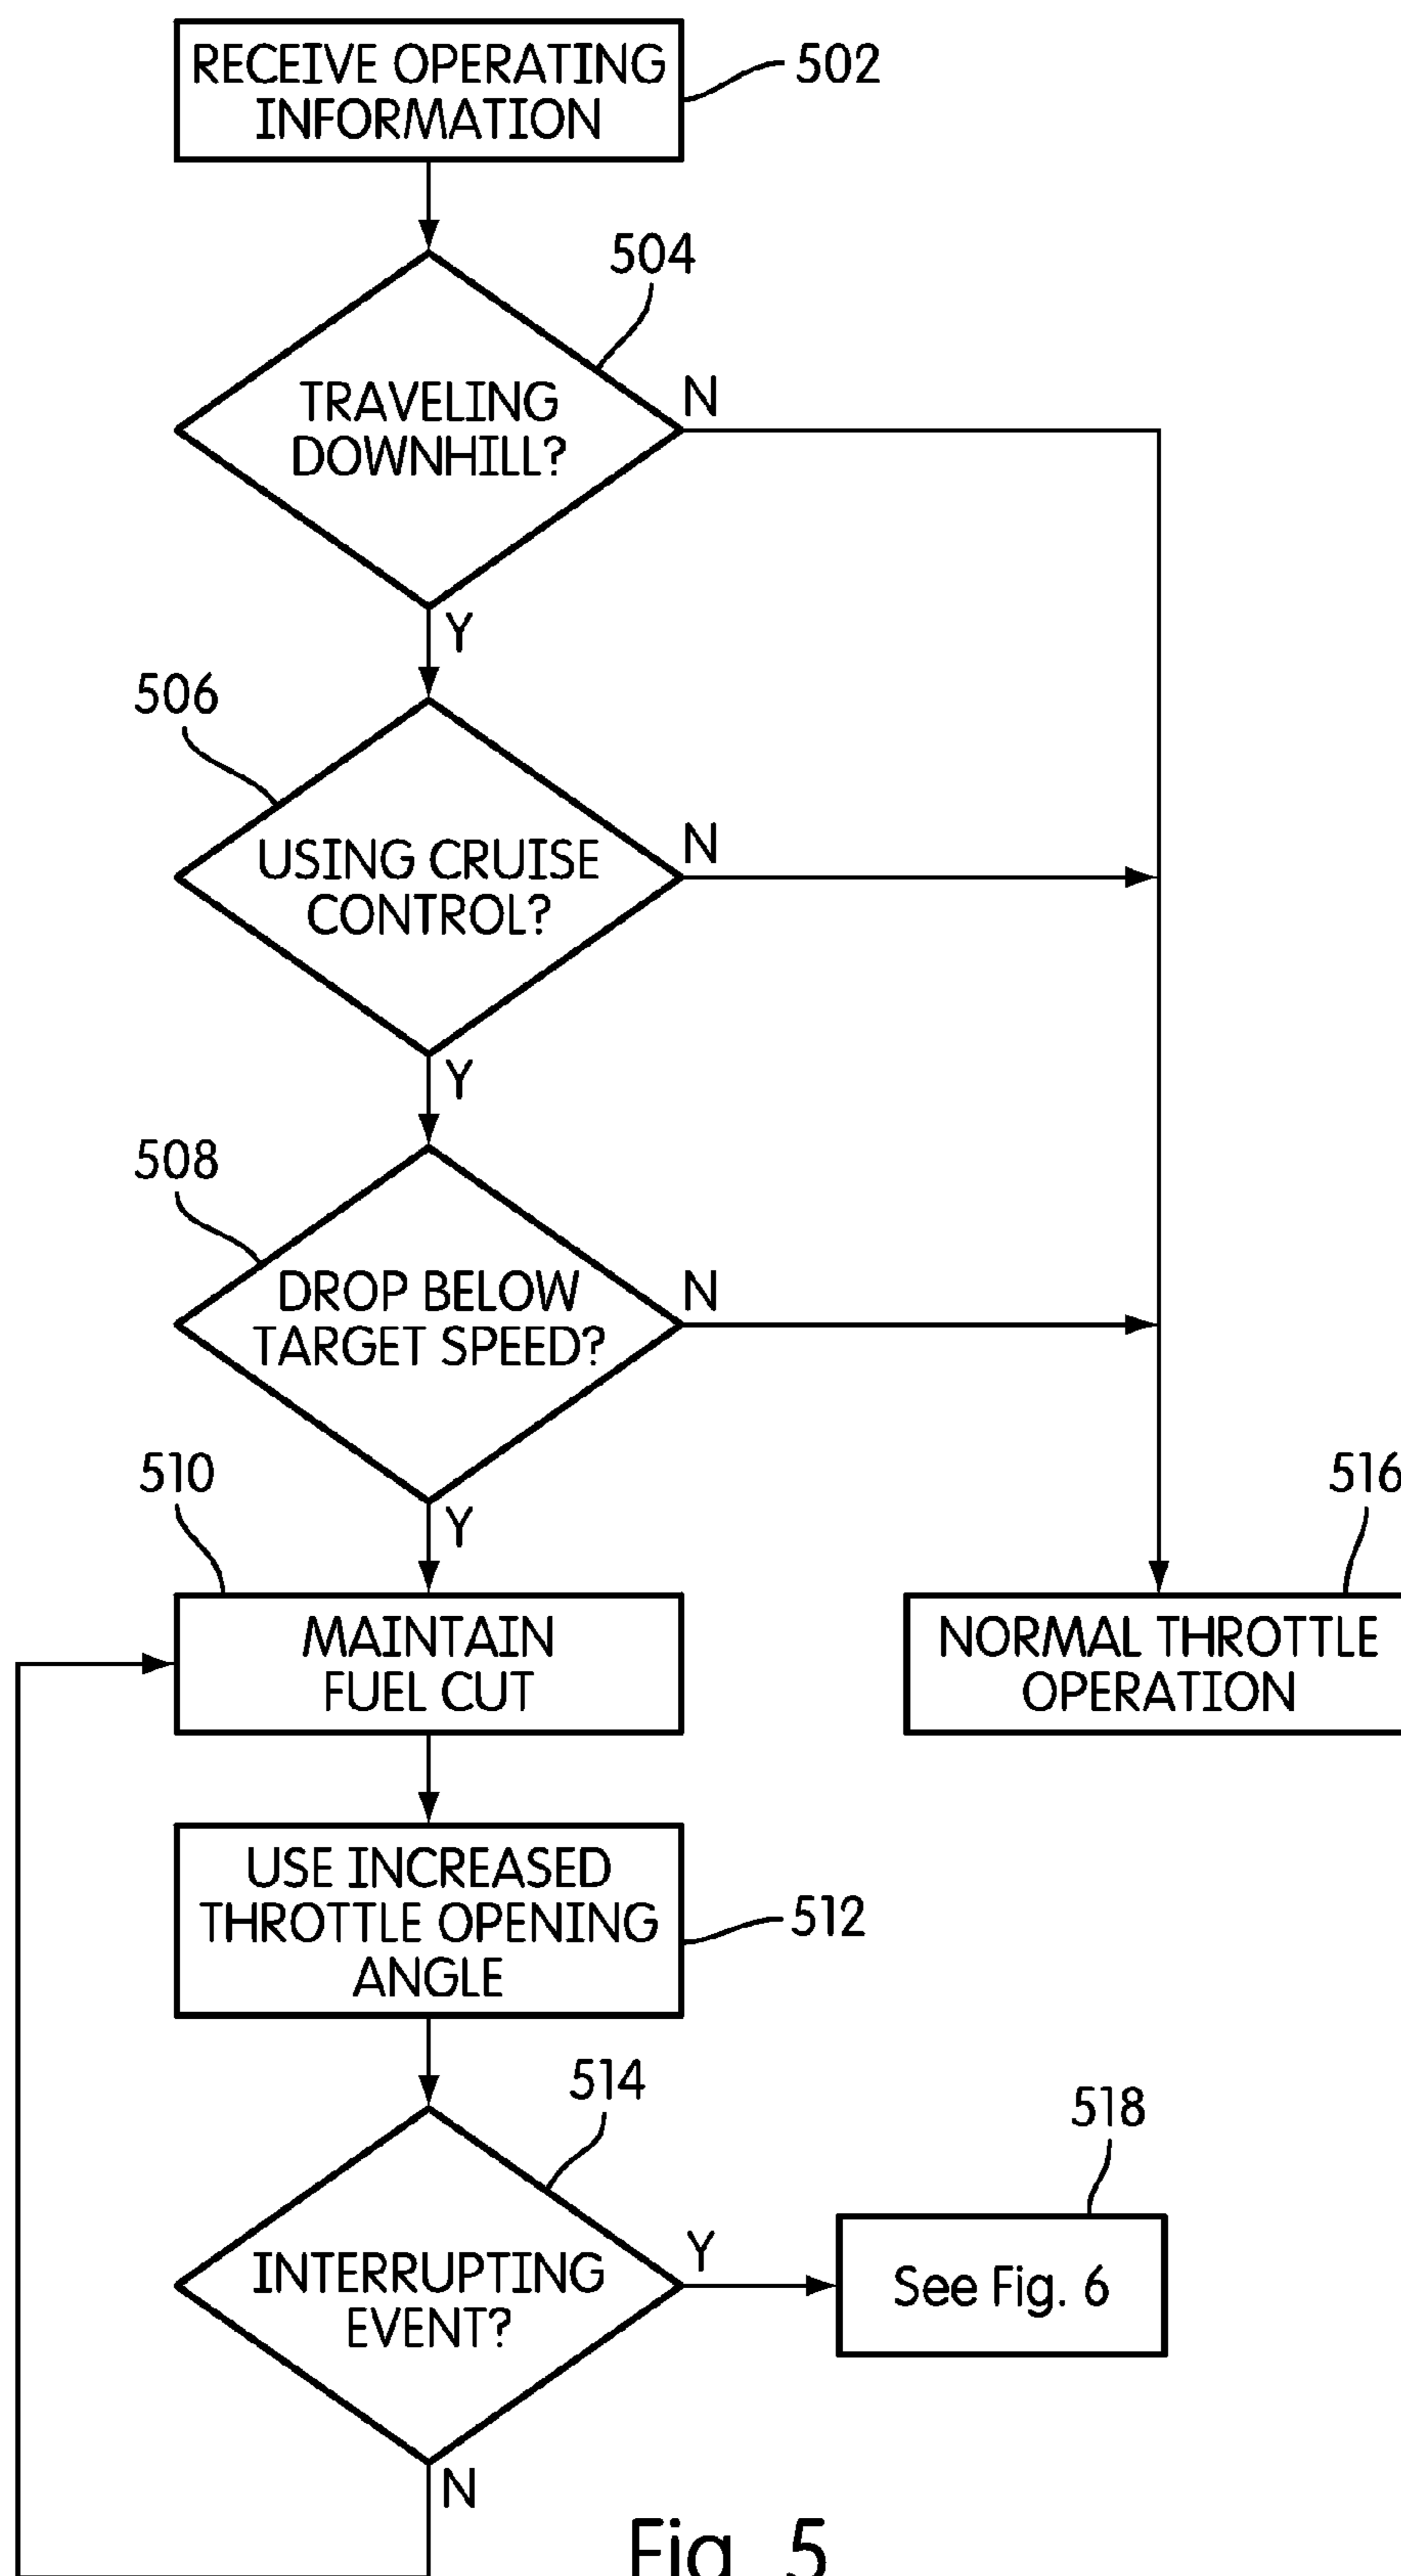 RECEIVE OPERATING
INFORMATION
502
504
TRAVELING
DOWNHILL?
N
Y
506
USING CRUISE
CONTROL?
N
Y
508
DROP BELOW
TARGET SPEED?
N
Y
510
516
MAINTAIN
FUEL CUT
NORMAL THROTTLE
OPERATION
USE INCREASED
THROTTLE OPENING
ANGLE
512
514
518
INTERRUPTING
EVENT?
Y
See Fig. 6
N
Fig. 5